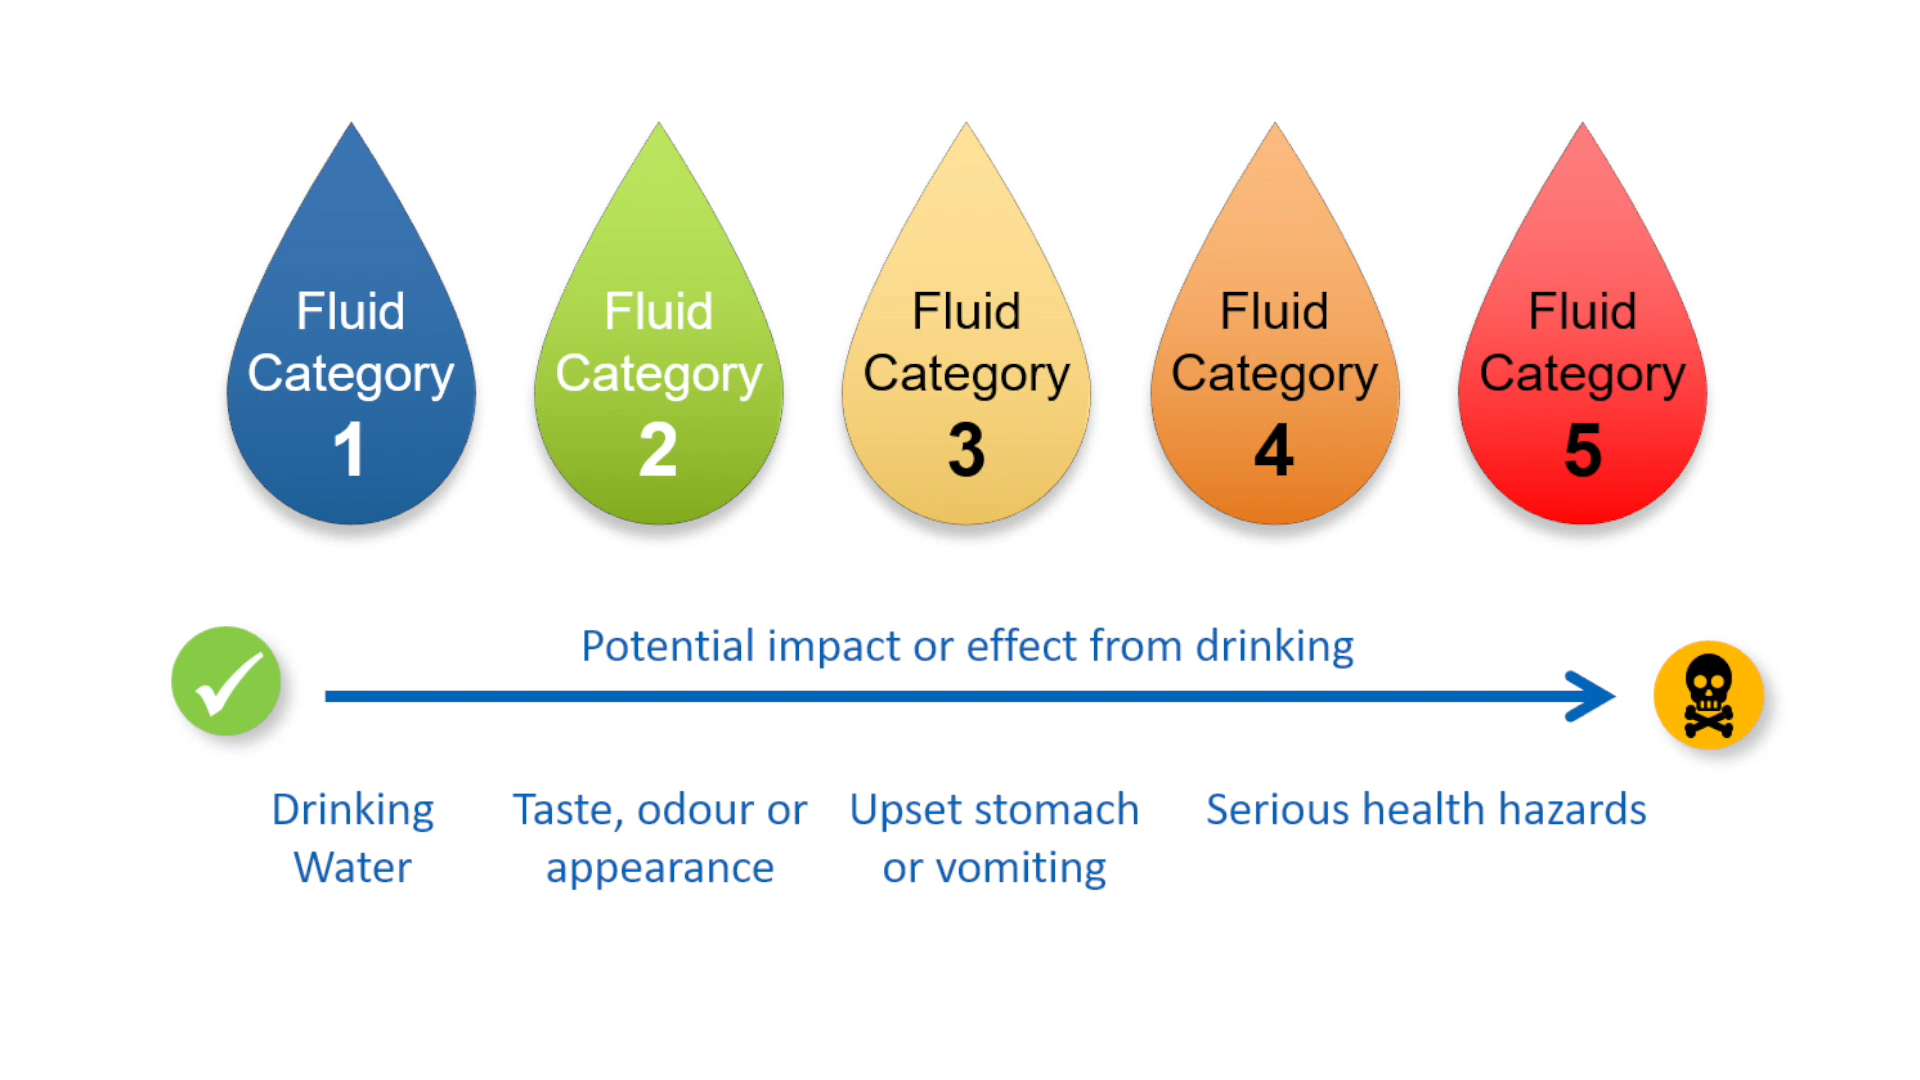 Fluid
Category
1
Fluid
Category
2
Fluid
Category
3
Fluid
Category
4
Fluid
Category
5
Potential impact or effect from drinking
Drinking
Water
Taste, odour or
appearance
Upset stomach
or vomiting
Serious health hazards